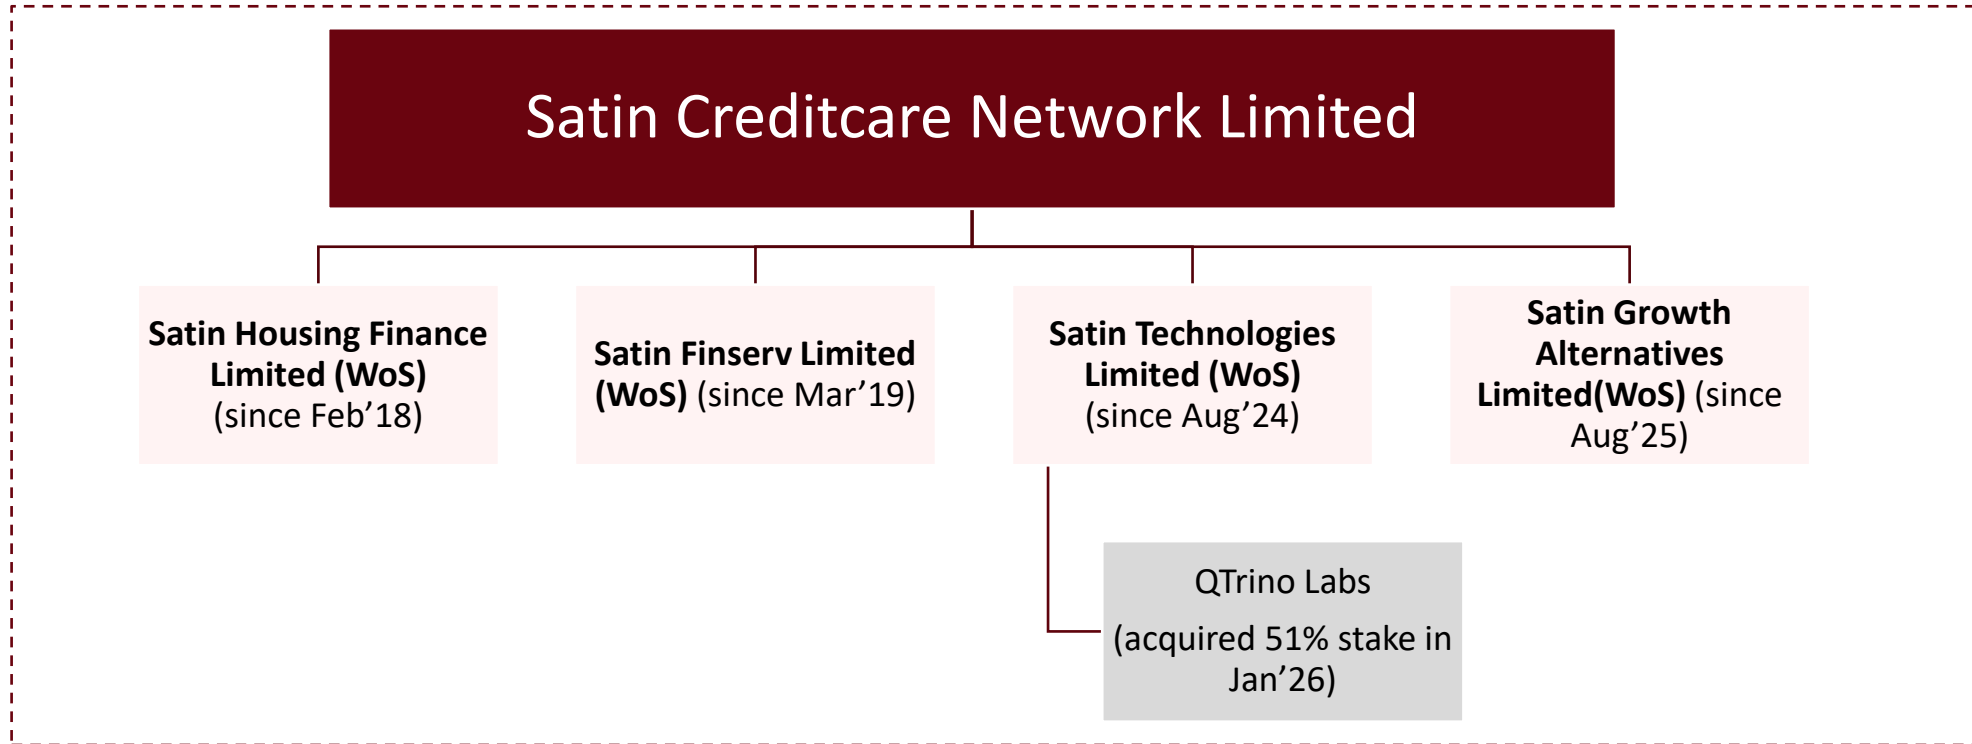 Satin Creditcare Network Limited
Satin Housing Finance
Limited (WoS)
(since Feb’18)
Satin Finserv Limited
(WoS) (since Mar’19)
Satin Technologies
Limited (WoS)
(since Aug’24)
Satin Growth
Alternatives
Limited(WoS) (since
Aug’25)
QTrino Labs
(acquired 51% stake in
Jan’26)